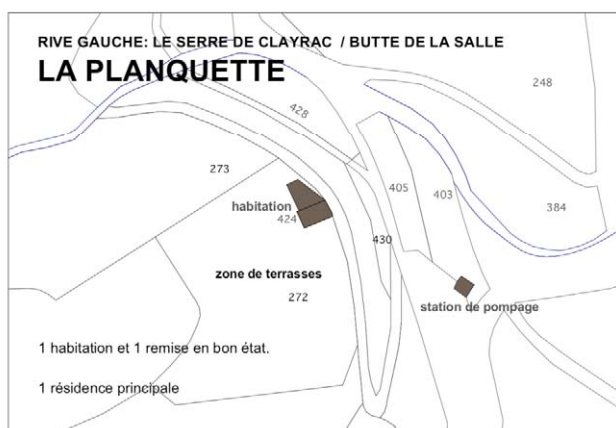 RIVE GAUCHE: LE SERRE DE CLAYRAC / BUTTE DE LA SALLE
LA PLANQUETTE
248
428
273
405
403
habitation
424
384
430
zone de terrasses
272
station de pompage
1 habitation et 1 remise en bon état.
1 résidence principale